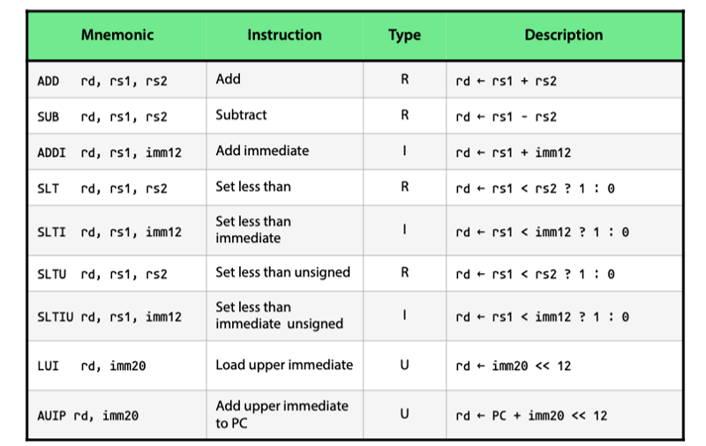 Mnemonic Instruction Type Description
ADD rd, rs1, rs2 Add R rd ← rs1 + rs2
SUB rd, rs1, rs2 Subtract R rd ← rs1 - rs2
ADDI rd, rs1, imm12 Add immediate I rd ← rs1 + imm12
SLT rd, rs1, rs2 Set less than R rd ← rs1 < rs2 ? 1 : 0
SLTI rd, rs1, imm12 Set less than immediate I rd ← rs1 < imm12 ? 1 : 0
SLTU rd, rs1, rs2 Set less than unsigned R rd ← rs1 < rs2 ? 1 : 0
SLTIU rd, rs1, imm12 Set less than immediate unsigned I rd ← rs1 < imm12 ? 1 : 0
LUI rd, imm20 Load upper immediate U rd ← imm20 << 12
AUIP rd, imm20 Add upper immediate to PC U rd ← PC + imm20 << 12